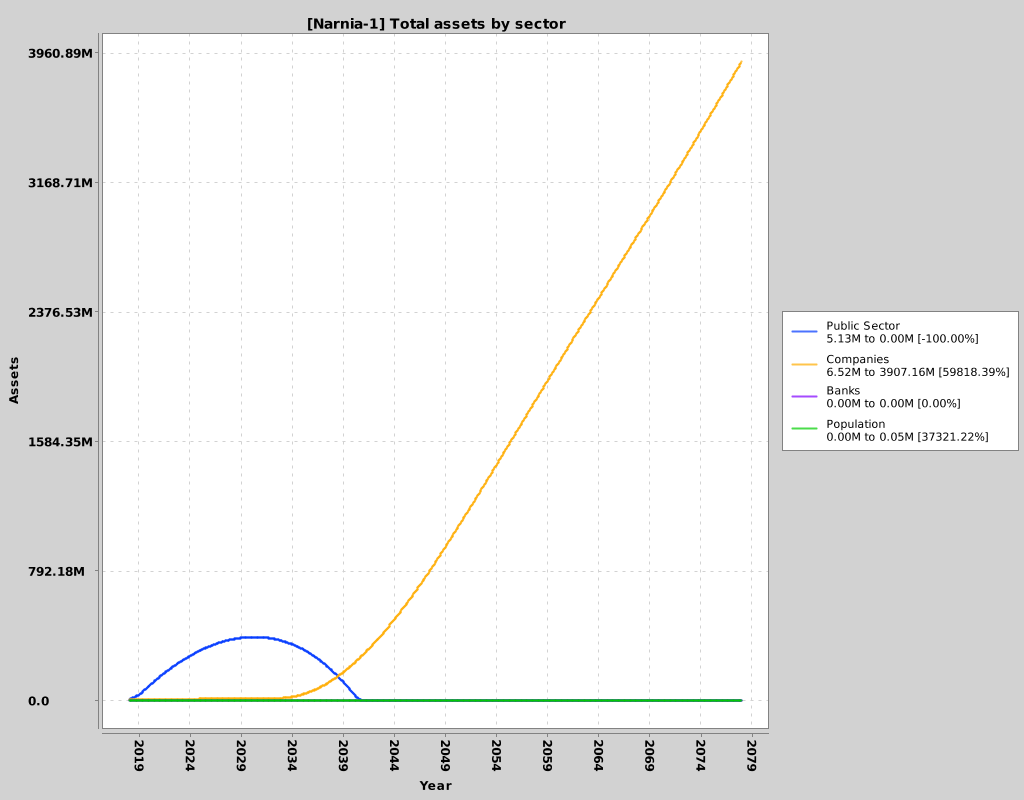 [Narnia-1] Total assets by sector
3960.89M
3168.71M
2376.53M
1584.35M
792.18M
0.0
Assets
2019
2024
2029
2034
2039
2044
2049
2054
2059
2064
2069
2074
2079
Year
Public Sector
5.13M to 0.00M [-100.00%]
Companies
6.52M to 3907.16M [59818.39%]
Banks
0.00M to 0.00M [0.00%]
Population
0.00M to 0.05M [37321.22%]